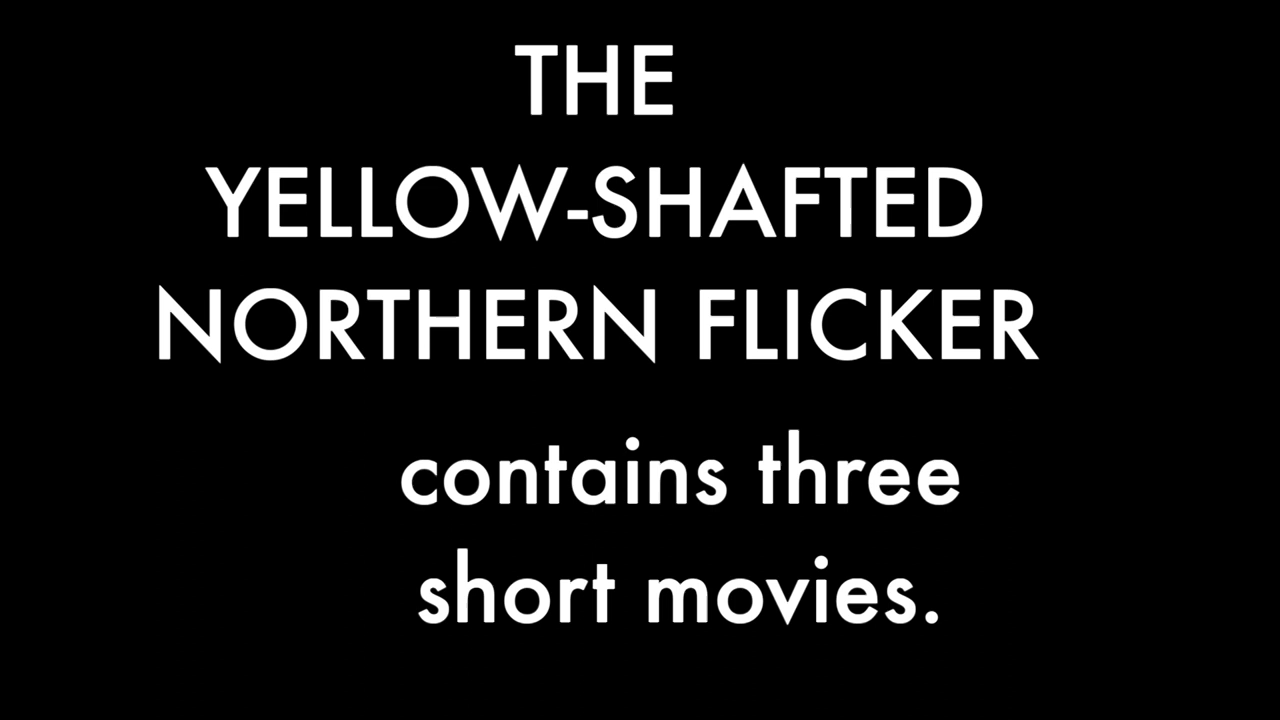 THE
YELLOW-SHAFTED
NORTHERN FLICKER
contains three
short movies.